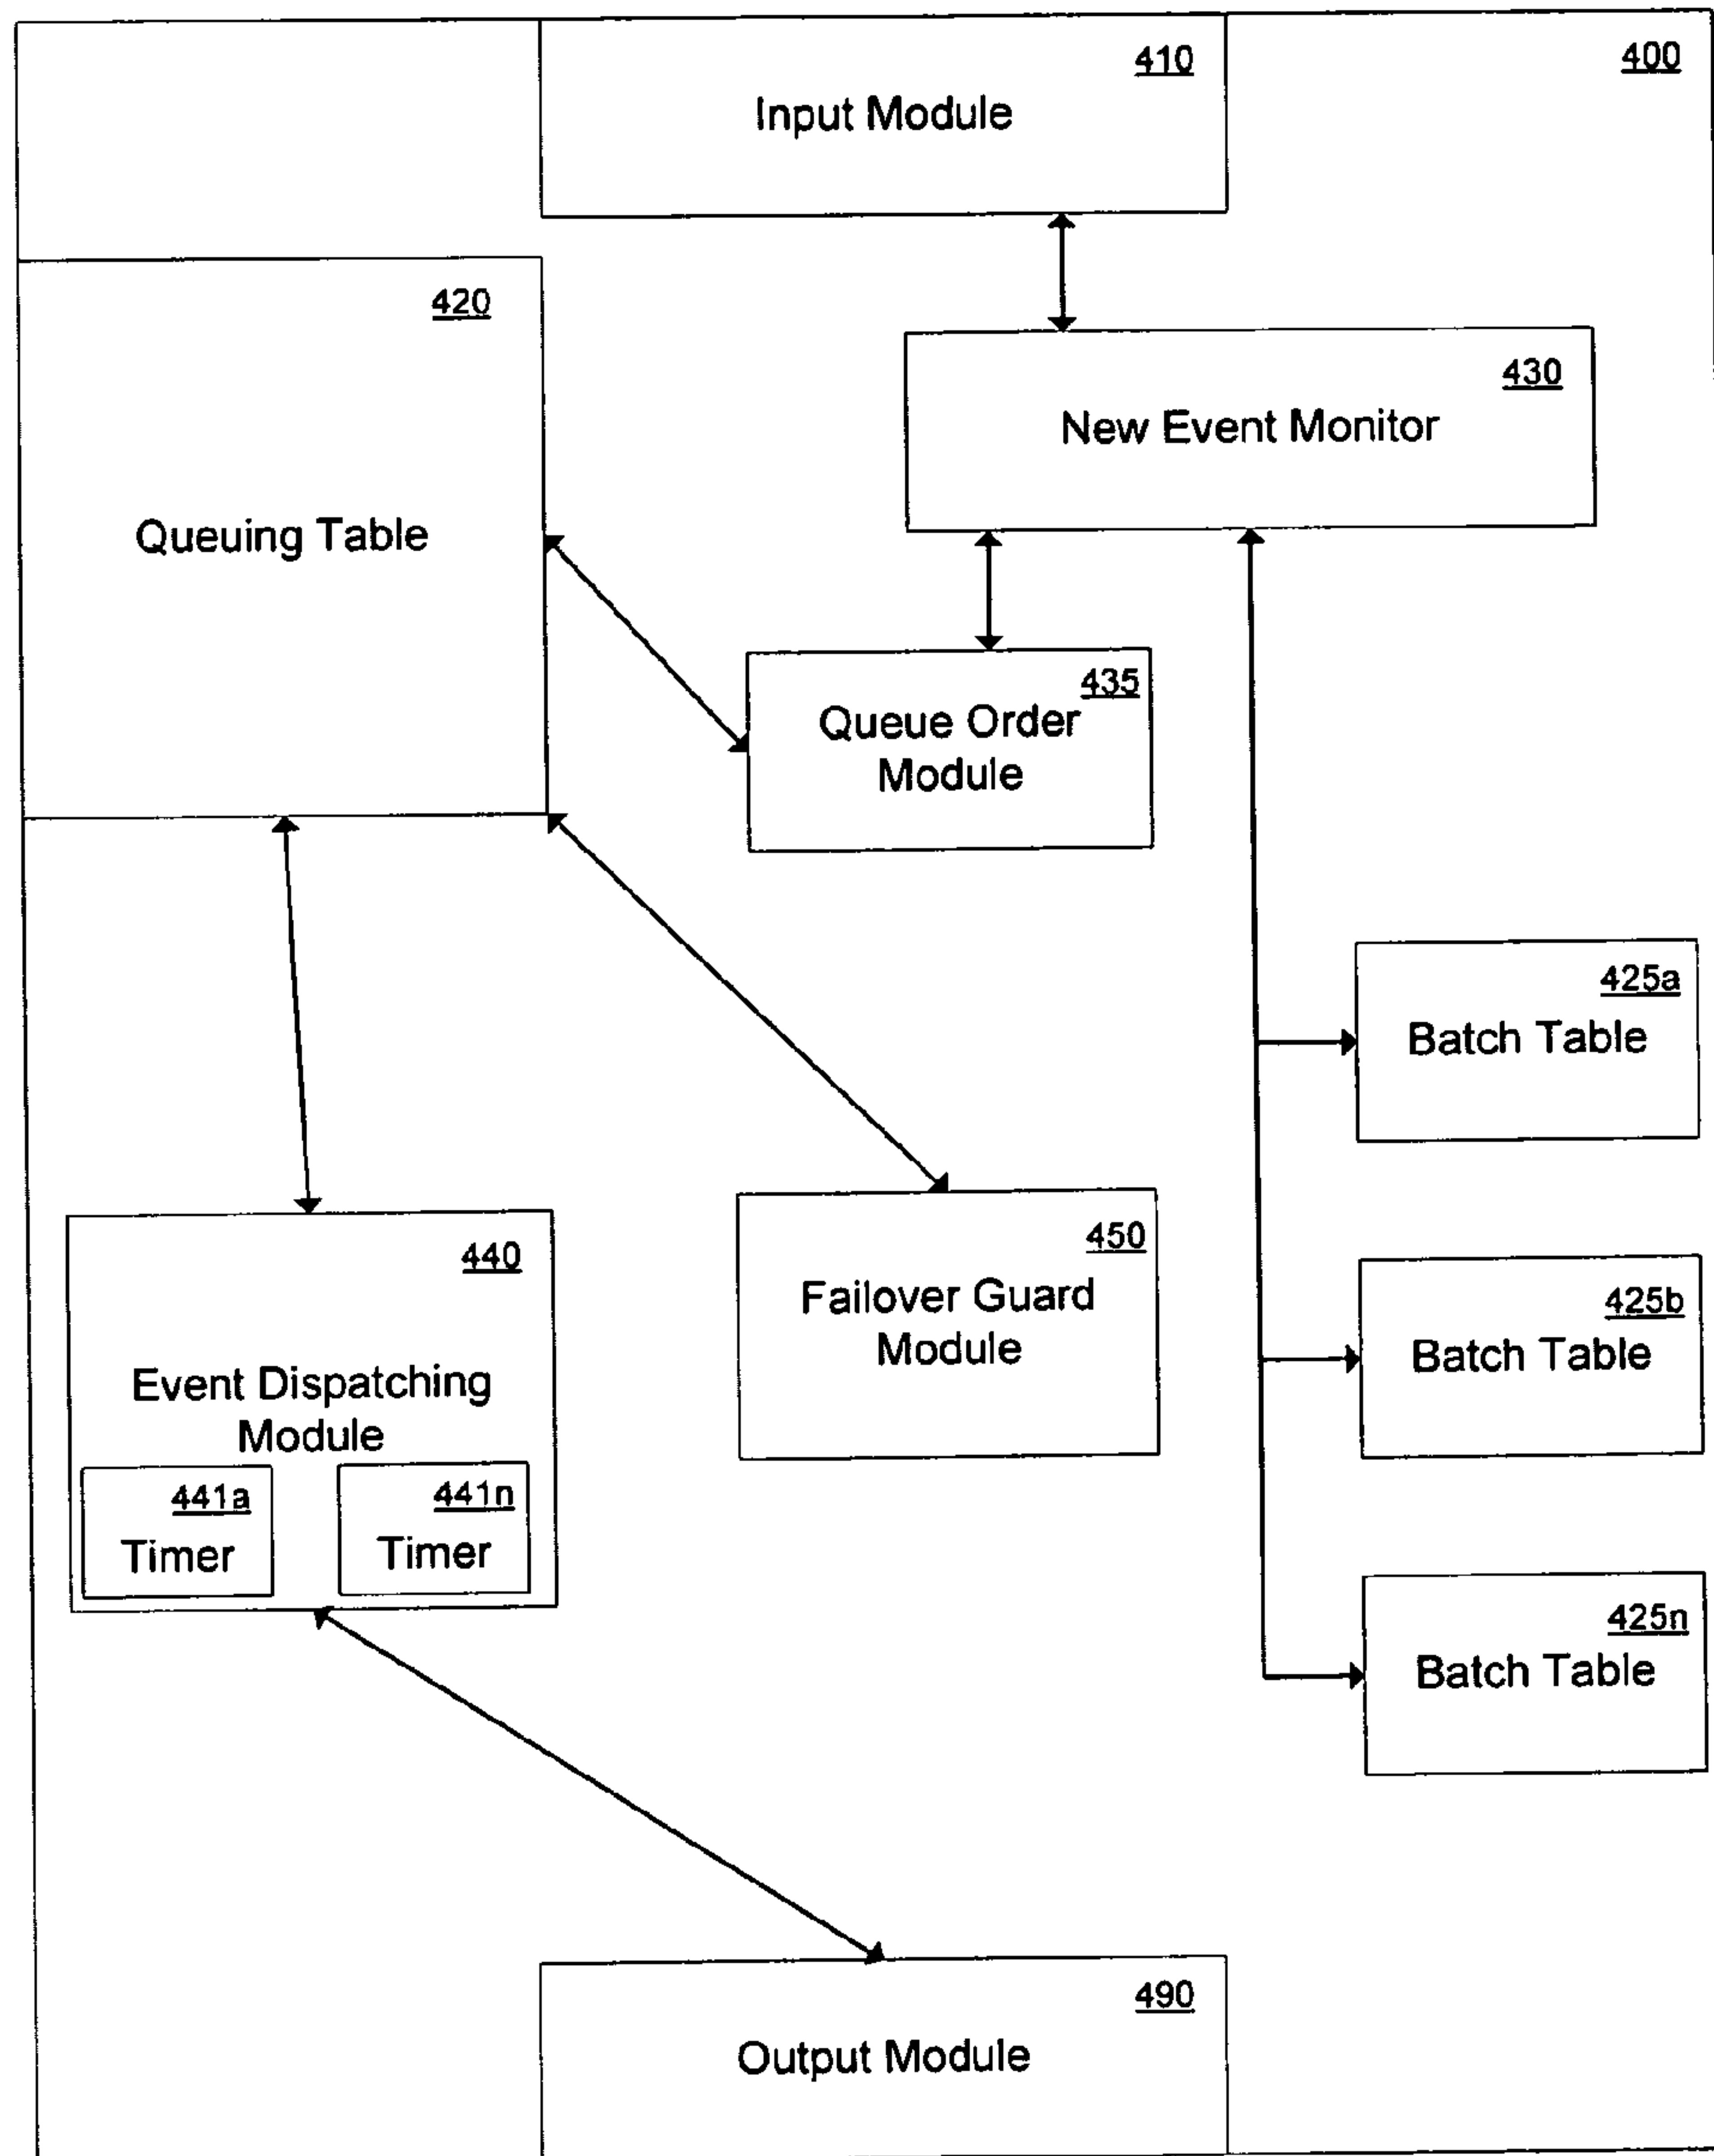 400
410
Input Module
420
Queuing Table
430
New Event Monitor
435
Queue Order
Module
425a
Batch Table
440
Event Dispatching
Module
441a
Timer
441n
Timer
450
Failover Guard
Module
425b
Batch Table
425n
Batch Table
490
Output Module